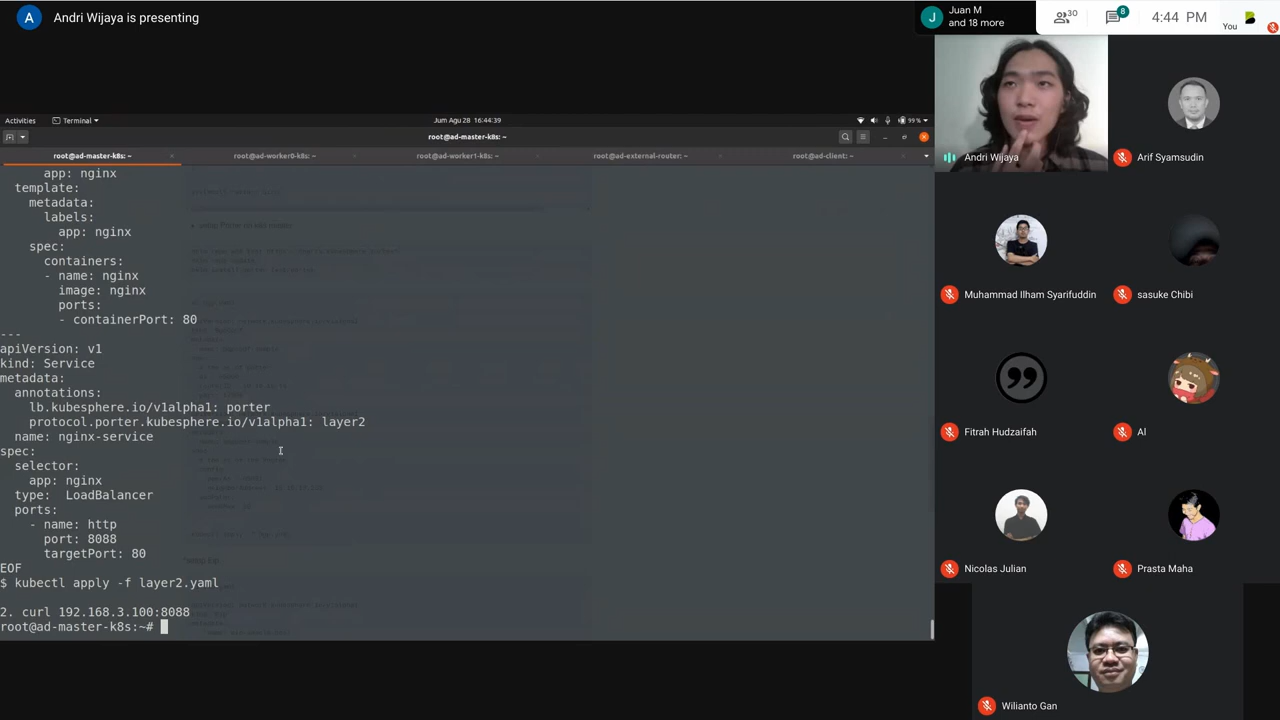 A Andri Wijaya is presenting
J Juan M
and 18 more
30
8
4:44 PM
You
Activities Terminal Jum Agu 28 16:44:39 99 %
root@ad-master-k8s: ~
root@ad-master-k8s: ~ × root@ad-worker0-k8s: ~ × root@ad-worker1-k8s: ~ × root@ad-external-router: ~ × root@ad-client: ~ ×
app: nginx
template:
metadata:
labels:
app: nginx
spec:
containers:
- name: nginx
image: nginx
ports:
- containerPort: 80
---
apiVersion: v1
kind: Service
metadata:
annotations:
lb.kubesphere.io/v1alpha1: porter
protocol.porter.kubesphere.io/v1alpha1: layer2
name: nginx-service
spec:
selector:
app: nginx
type:  LoadBalancer
ports:
- name: http
port: 8088
targetPort: 80
EOF
$ kubectl apply -f layer2.yaml
2. curl 192.168.3.100:8088
root@ad-master-k8s:~#
Andri Wijaya
Arif Syamsudin
Muhammad Ilham Syarifuddin
sasuke Chibi
Fitrah Hudzaifah
Al
Nicolas Julian
Prasta Maha
Wilianto Gan